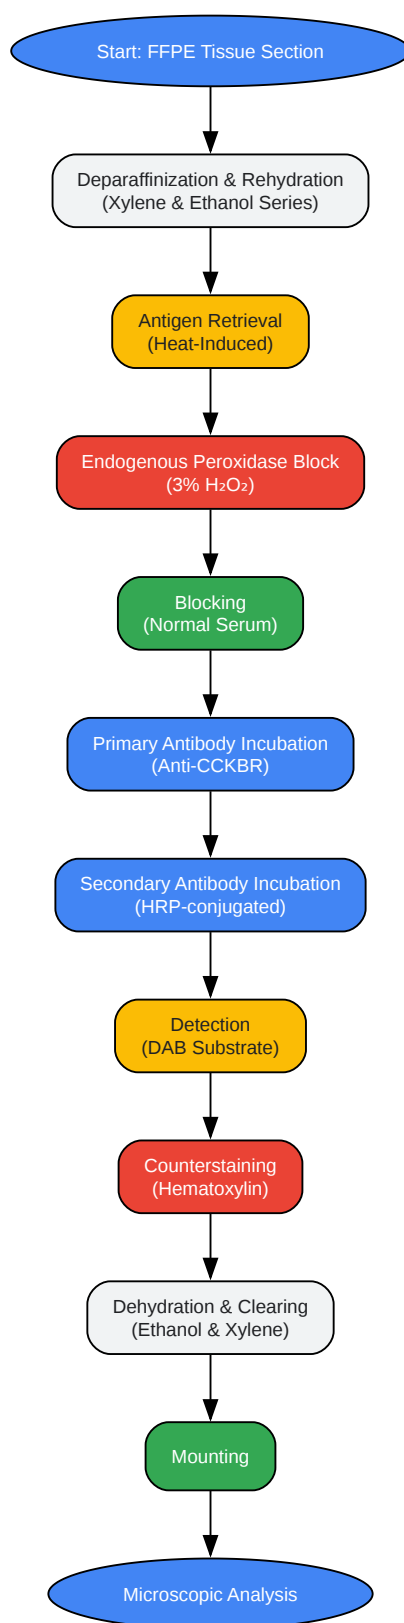 Start: FFPE Tissue Section
Deparaffinization & Rehydration
(Xylene & Ethanol Series)
Antigen Retrieval
(Heat-Induced)
Endogenous Peroxidase Block
(3% H₂O₂)
Blocking
(Normal Serum)
Primary Antibody Incubation
(Anti-CCKBR)
Secondary Antibody Incubation
(HRP-conjugated)
Detection
(DAB Substrate)
Counterstaining
(Hematoxylin)
Dehydration & Clearing
(Ethanol & Xylene)
Mounting
Microscopic Analysis